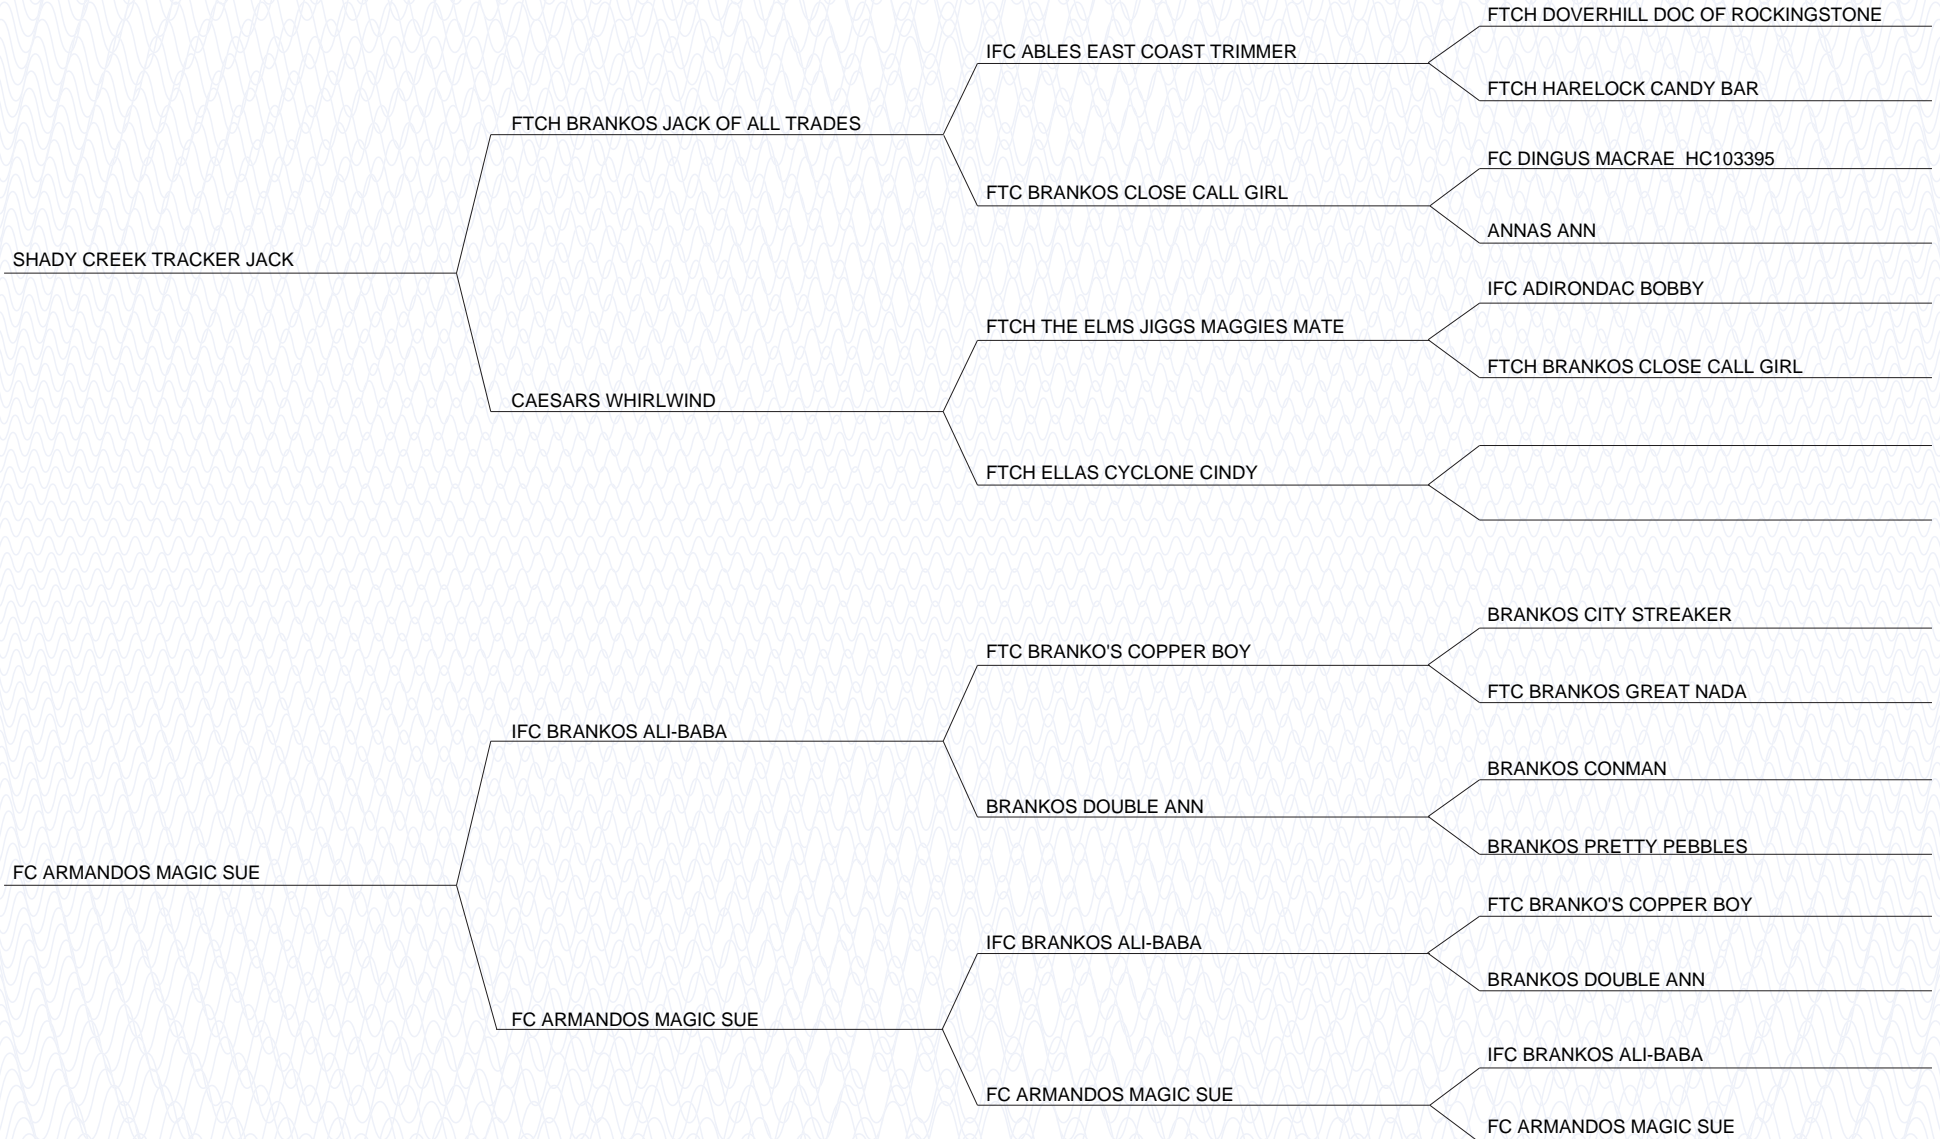 FTCH DOVERHILL DOC OF ROCKINGSTONE
IFC ABLES EAST COAST TRIMMER
FTCH HARELOCK CANDY BAR
FTCH BRANKOS JACK OF ALL TRADES
FC DINGUS MACRAE  HC103395
FTC BRANKOS CLOSE CALL GIRL
ANNAS ANN
SHADY CREEK TRACKER JACK
IFC ADIRONDAC BOBBY
FTCH THE ELMS JIGGS MAGGIES MATE
FTCH BRANKOS CLOSE CALL GIRL
CAESARS WHIRLWIND
FTCH ELLAS CYCLONE CINDY
BRANKOS CITY STREAKER
FTC BRANKO'S COPPER BOY
FTC BRANKOS GREAT NADA
IFC BRANKOS ALI-BABA
BRANKOS CONMAN
BRANKOS DOUBLE ANN
BRANKOS PRETTY PEBBLES
FC ARMANDOS MAGIC SUE
FTC BRANKO'S COPPER BOY
IFC BRANKOS ALI-BABA
BRANKOS DOUBLE ANN
FC ARMANDOS MAGIC SUE
IFC BRANKOS ALI-BABA
FC ARMANDOS MAGIC SUE
FC ARMANDOS MAGIC SUE